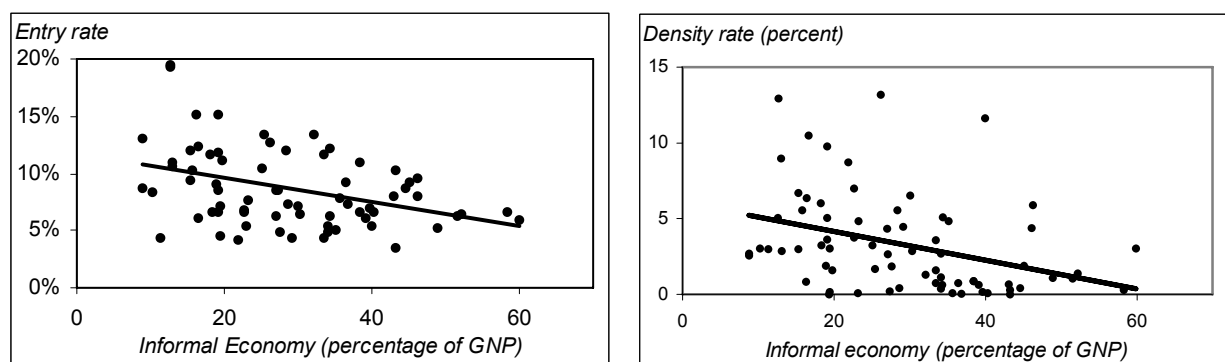 Entry rate
20%
15%
10%
5%
0%
0 20 40 60
Informal Economy (percentage of GNP)
Density rate (percent)
15
10
5
0
0 20 40 60
Informal economy (percentage of GNP)